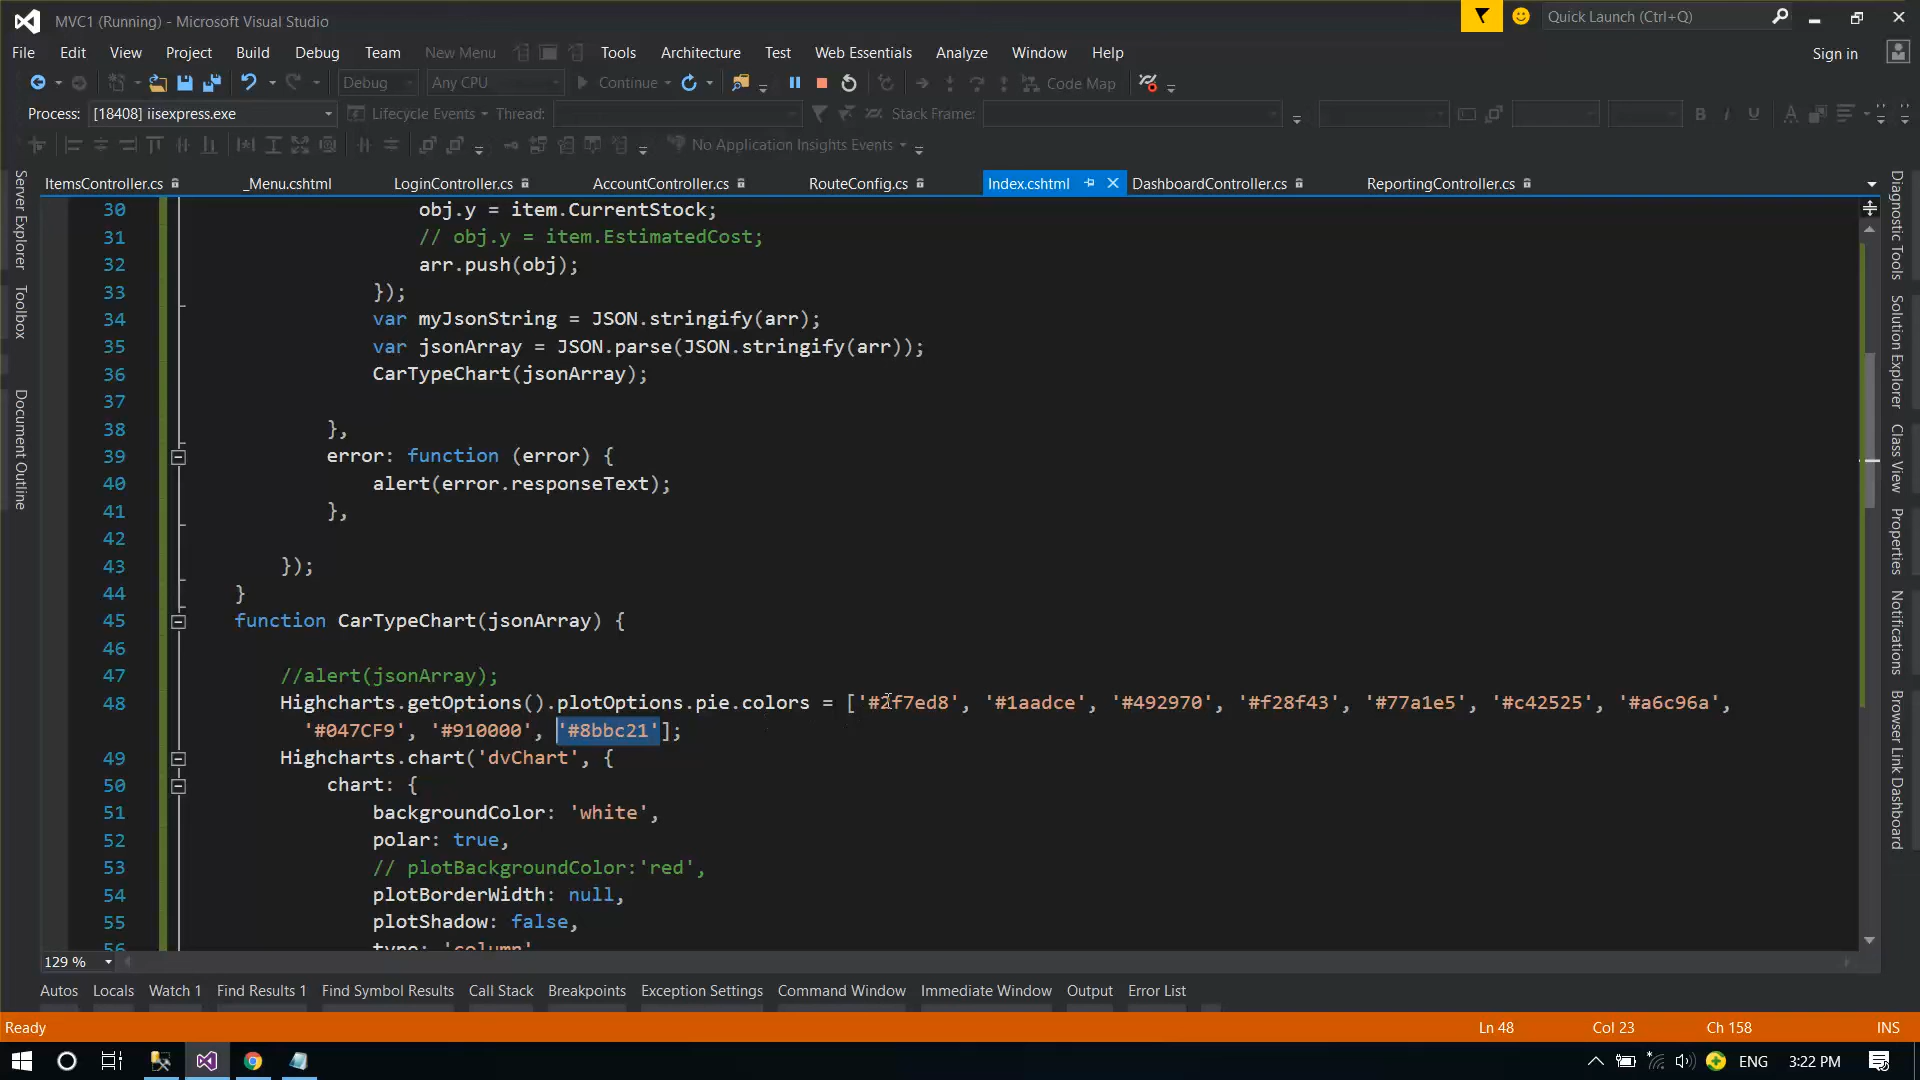 MVC1 (Running) - Microsoft Visual Studio
Quick Launch (Ctrl+Q)
File Edit View Project Build Debug Team New Menu Tools Architecture Test Web Essentials Analyze Window Help
Sign in
Debug Any CPU Continue Code Map
Process: [18408] iisexpress.exe Lifecycle Events Thread: Stack Frame:
No Application Insights Events
ItemsController.cs _Menu.cshtml LoginController.cs AccountController.cs RouteConfig.cs Index.cshtml DashboardController.cs ReportingController.cs
Server Explorer
Toolbox
Document Outline
30 obj.y = item.CurrentStock;
31 // obj.y = item.EstimatedCost;
32 arr.push(obj);
33 });
34 var myJsonString = JSON.stringify(arr);
35 var jsonArray = JSON.parse(JSON.stringify(arr));
36 CarTypeChart(jsonArray);
37
38 },
39 error: function (error) {
40 alert(error.responseText);
41 },
42
43 });
44 }
45 function CarTypeChart(jsonArray) {
46
47 //alert(jsonArray);
48 Highcharts.getOptions().plotOptions.pie.colors = ['#2f7ed8', '#1aadce', '#492970', '#f28f43', '#77a1e5', '#c42525', '#a6c96a',
'#047CF9', '#910000', '#8bbc21'];
49 Highcharts.chart('dvChart', {
50 chart: {
51 backgroundColor: 'white',
52 polar: true,
53 // plotBackgroundColor:'red',
54 plotBorderWidth: null,
55 plotShadow: false,
56 type: 'column'
Diagnostic Tools
Solution Explorer
Class View
Properties
Notifications
Browser Link Dashboard
129 %
Autos Locals Watch 1 Find Results 1 Find Symbol Results Call Stack Breakpoints Exception Settings Command Window Immediate Window Output Error List
Ready Ln 48 Col 23 Ch 158 INS
ENG 3:22 PM